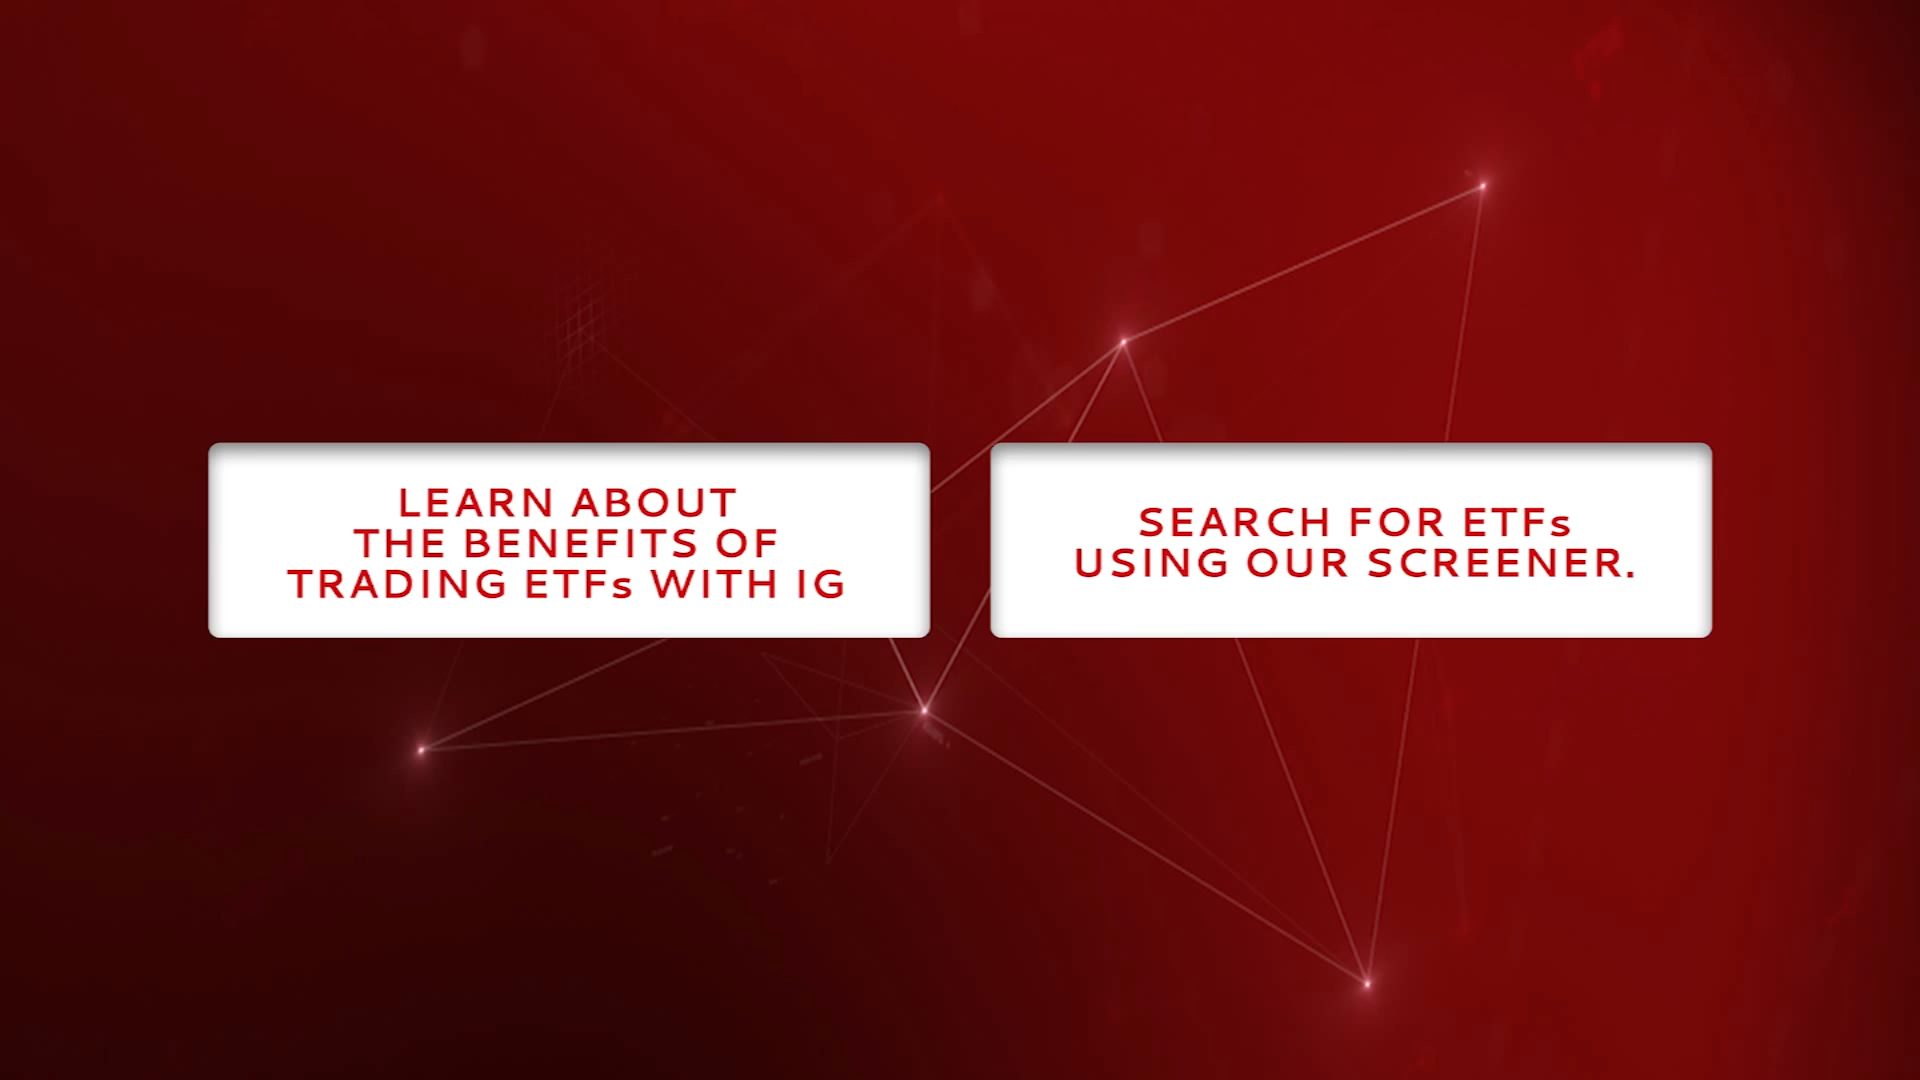 LEARN ABOUT
THE BENEFITS OF
TRADING ETFs WITH IG
SEARCH FOR ETFs
USING OUR SCREENER.